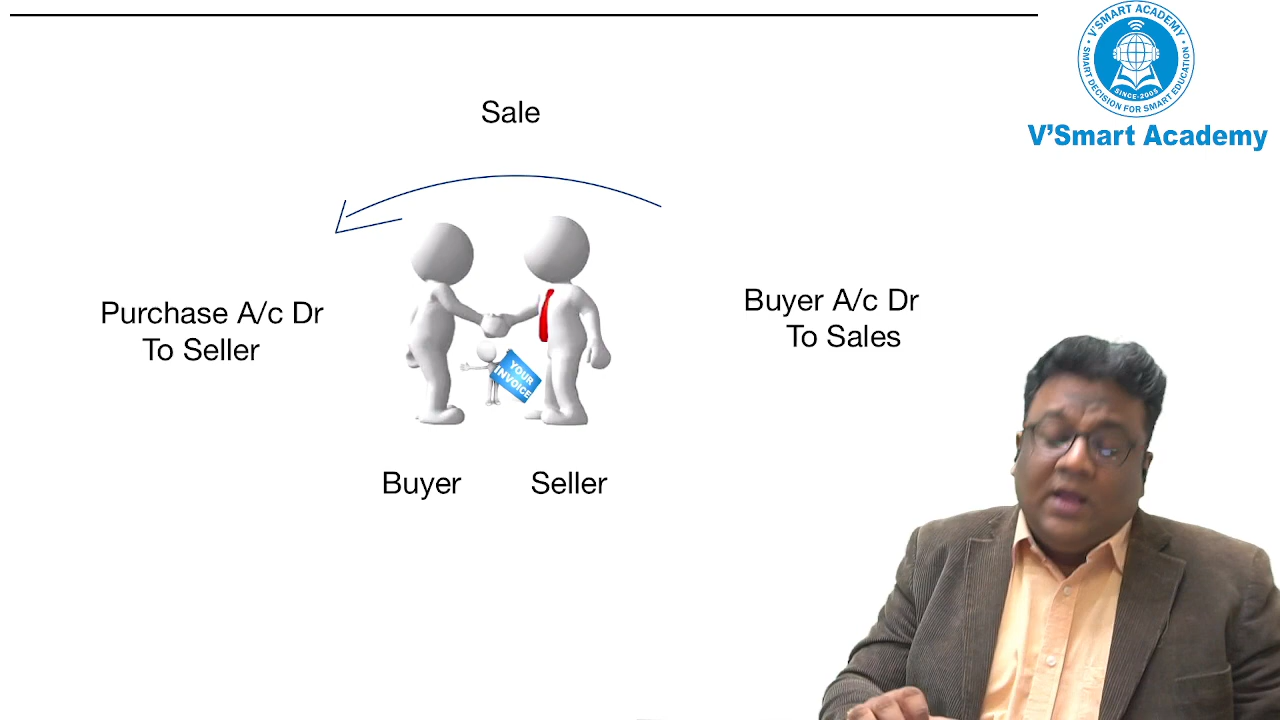 V'SMART ACADEMY
SMART DECISION FOR SMART EDUCATION
SINCE-2005
V'Smart Academy
Sale
Purchase A/c Dr
To Seller
Buyer A/c Dr
To Sales
YOUR
INVOICE
Buyer
Seller